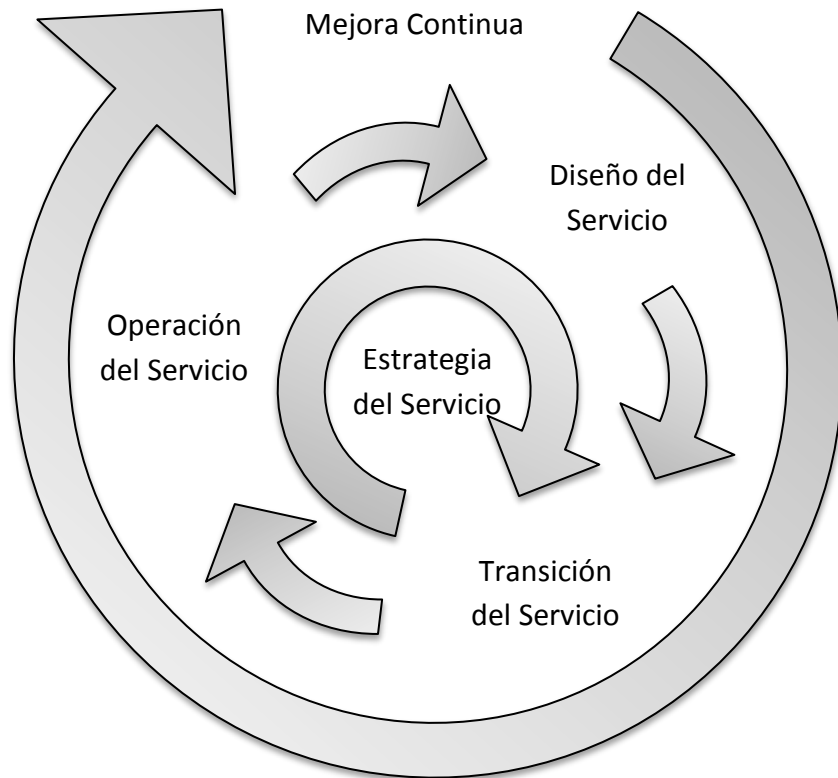 Mejora Continua
Diseño del
Servicio
Operación
del Servicio
Estrategia
del Servicio
Transición
del Servicio